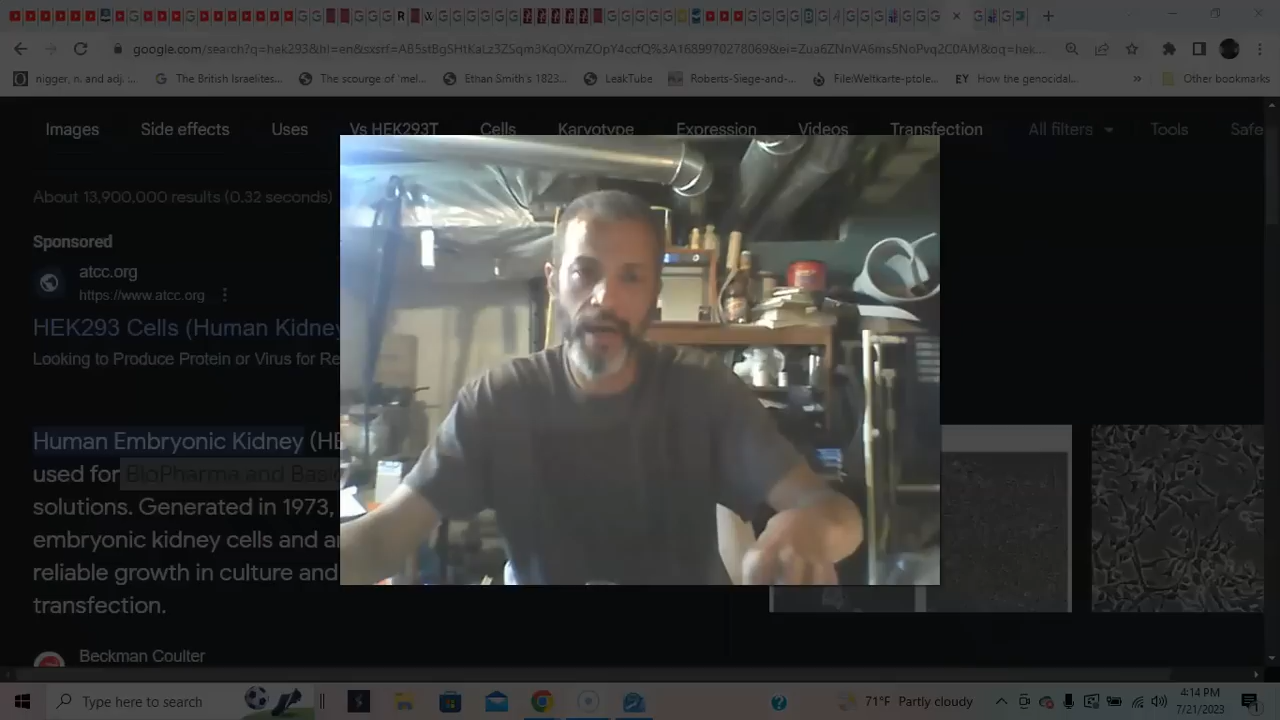 google.com/search?q=hek293&hl=en&sxsrf=AB5stBgSHtKaLz3ZSqm3KqOXmZOpY4ccfQ%3A1689970278069&ei=Zua6ZNnVA6ms5NoPvq2C0AM&oq=hek...
nigger, n. and adj. :...
The British Israelites...
The scourge of 'mel...
Ethan Smith's 1823...
LeakTube
Roberts-Siege-and-...
File:Weltkarte-ptole...
EY How the genocidal...
»
Other bookmarks
Images Side effects Uses Vs HEK293T Cells Karyotype Expression Videos Transfection All filters Tools Safe
About 13,900,000 results (0.32 seconds)
Sponsored
atcc.org
https://www.atcc.org
HEK293 Cells (Human Kidney
Looking to Produce Protein or Virus for Re
Human Embryonic Kidney (HE
used for BioPharma and Basi
solutions. Generated in 1973,
embryonic kidney cells and a
reliable growth in culture and
transfection.
Beckman Coulter
Type here to search
71°F Partly cloudy
4:14 PM
7/21/2023